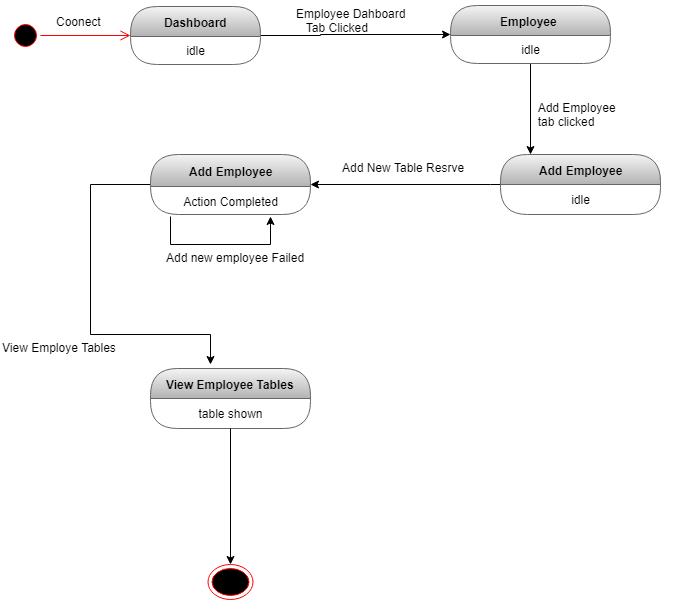 Coonect
Dashboard
idle
Employee Dahboard
Tab Clicked
Employee
idle
Add Employee
tab clicked
Add Employee
idle
Add New Table Resrve
Add Employee
Action Completed
Add new employee Failed
View Employe Tables
View Employee Tables
table shown